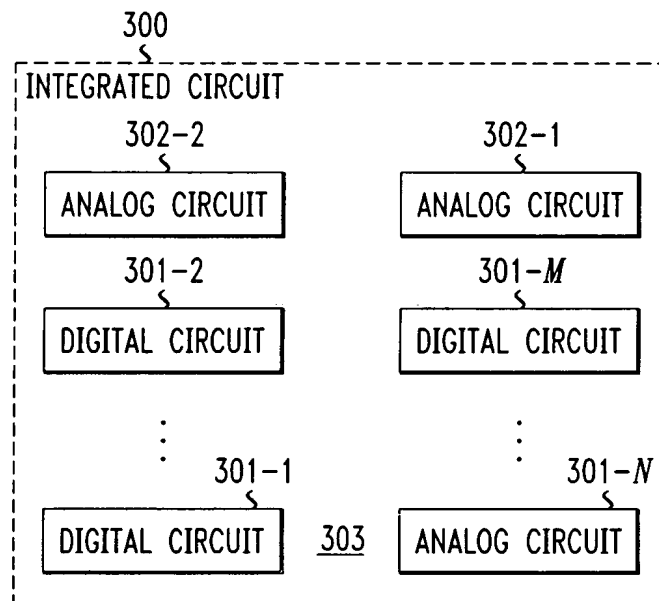 300
INTEGRATED CIRCUIT
302-2 302-1
ANALOG CIRCUIT ANALOG CIRCUIT
301-2 301-M
DIGITAL CIRCUIT DIGITAL CIRCUIT
301-1 301-N
DIGITAL CIRCUIT 303 ANALOG CIRCUIT